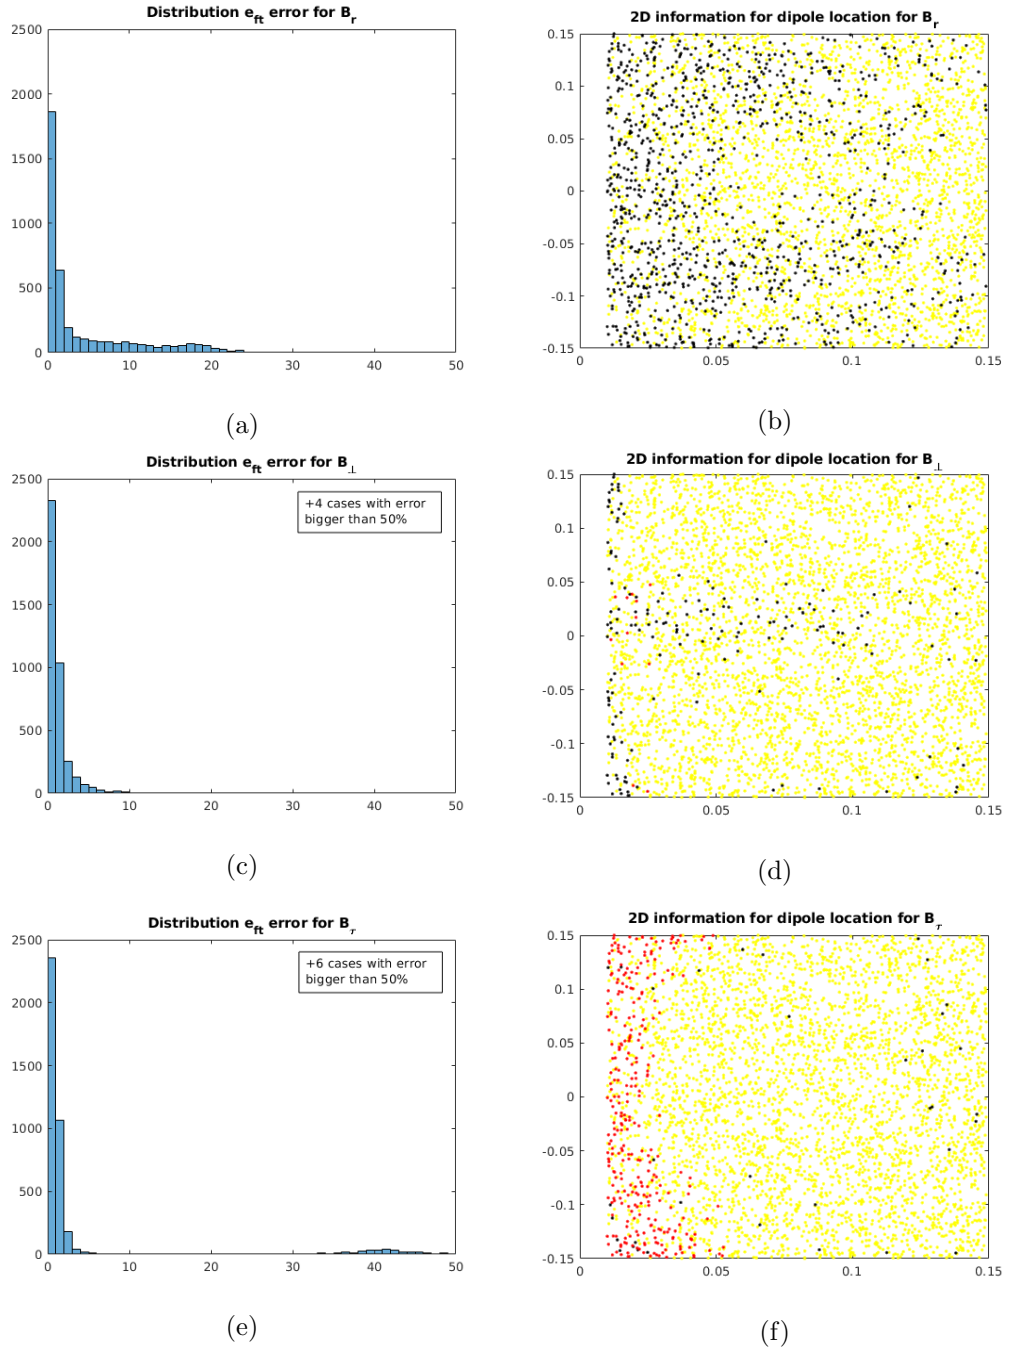 Distribution e_ft error for B_r
2500
2000
1500
1000
500
0
0 10 20 30 40 50
(a)
2D information for dipole location for B_r
0.15
0.1
0.05
0
-0.05
-0.1
-0.15
0 0.05 0.1 0.15
(b)
Distribution e_ft error for B_⊥
+4 cases with error
bigger than 50%
2500
2000
1500
1000
500
0
0 10 20 30 40 50
(c)
2D information for dipole location for B_⊥
0.15
0.1
0.05
0
-0.05
-0.1
-0.15
0 0.05 0.1 0.15
(d)
Distribution e_ft error for B_τ
+6 cases with error
bigger than 50%
2500
2000
1500
1000
500
0
0 10 20 30 40 50
(e)
2D information for dipole location for B_τ
0.15
0.1
0.05
0
-0.05
-0.1
-0.15
0 0.05 0.1 0.15
(f)